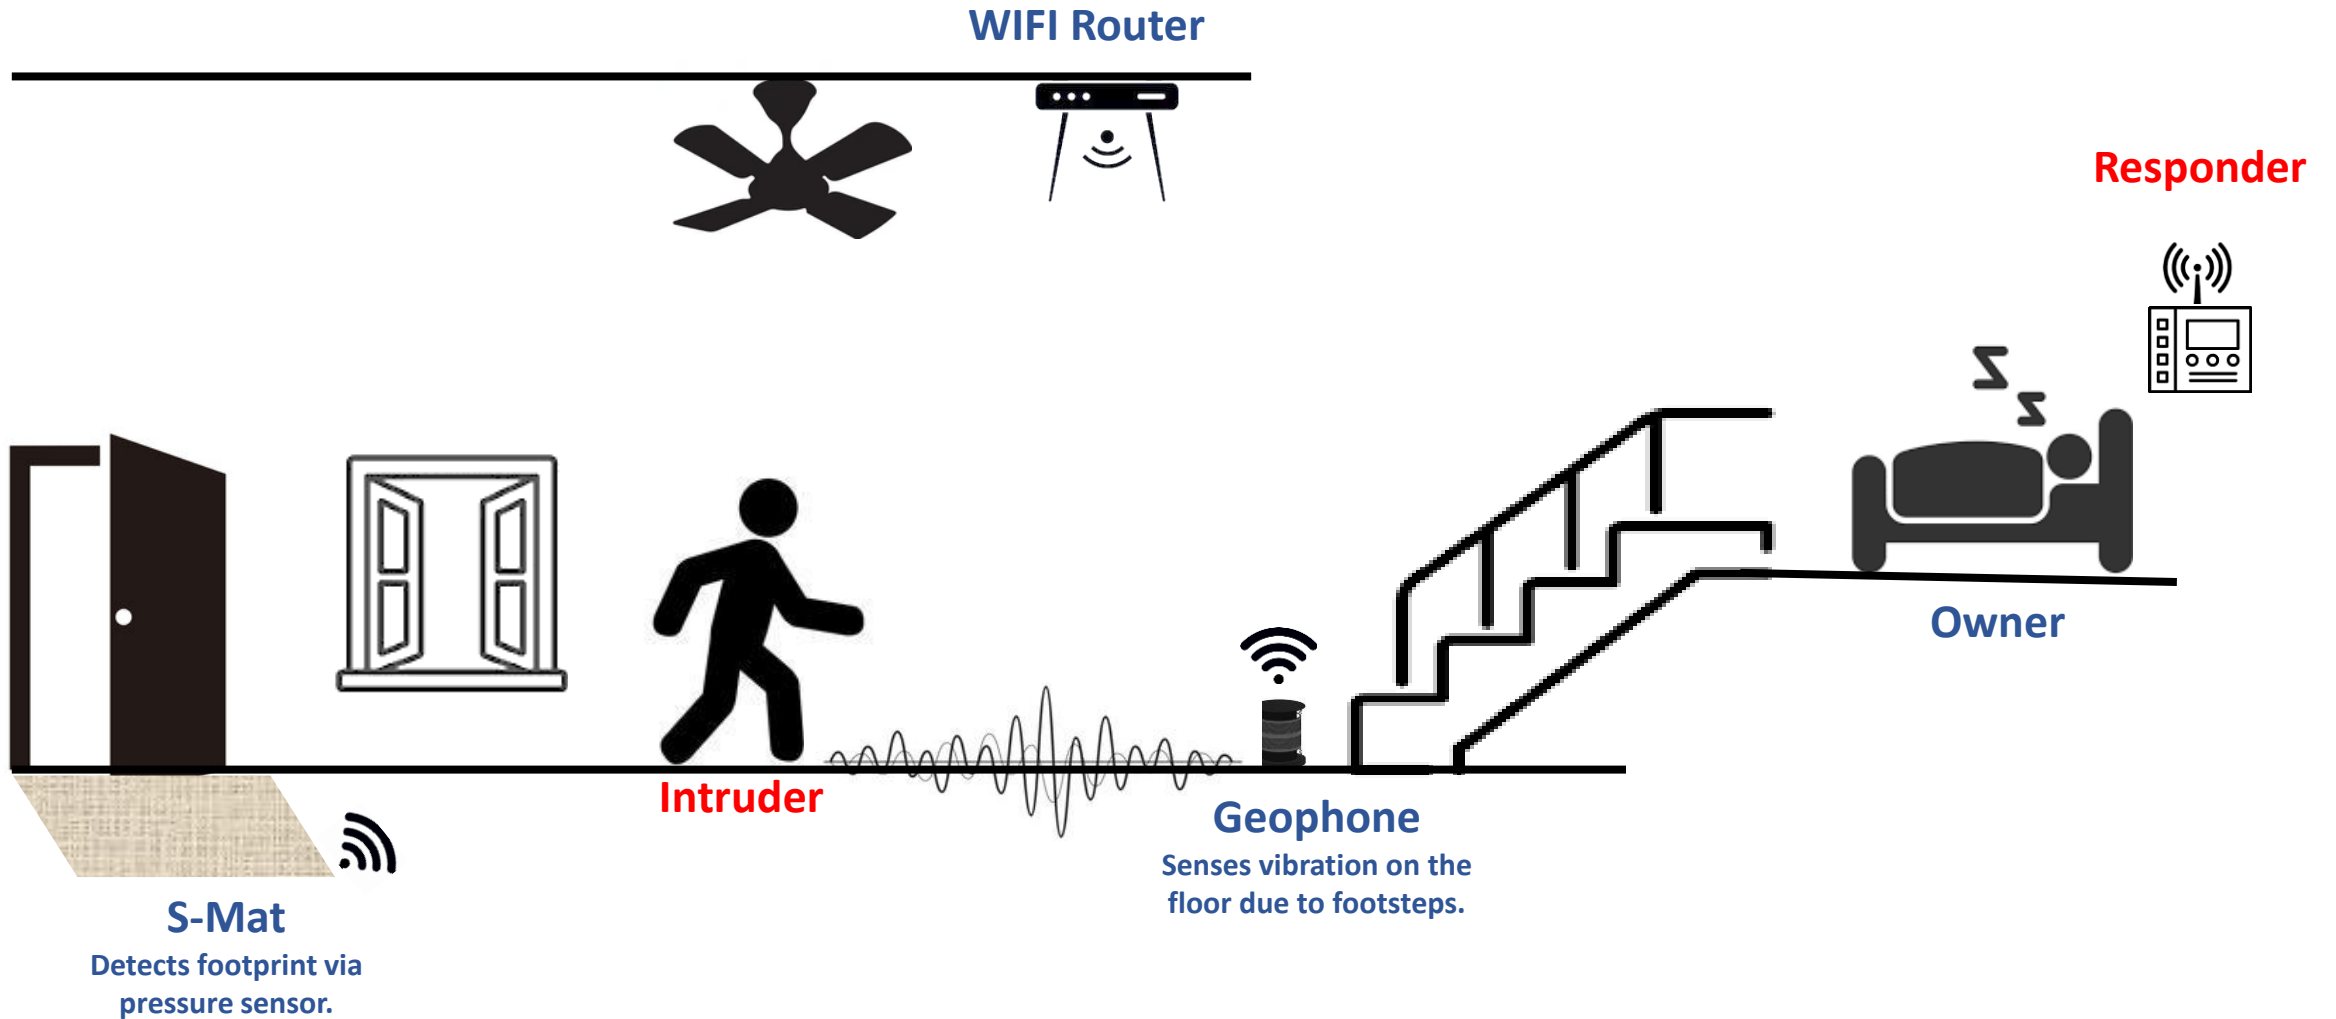 WIFI Router
Responder
Owner
Intruder
Geophone
Senses vibration on the
floor due to footsteps.
S-Mat
Detects footprint via
pressure sensor.